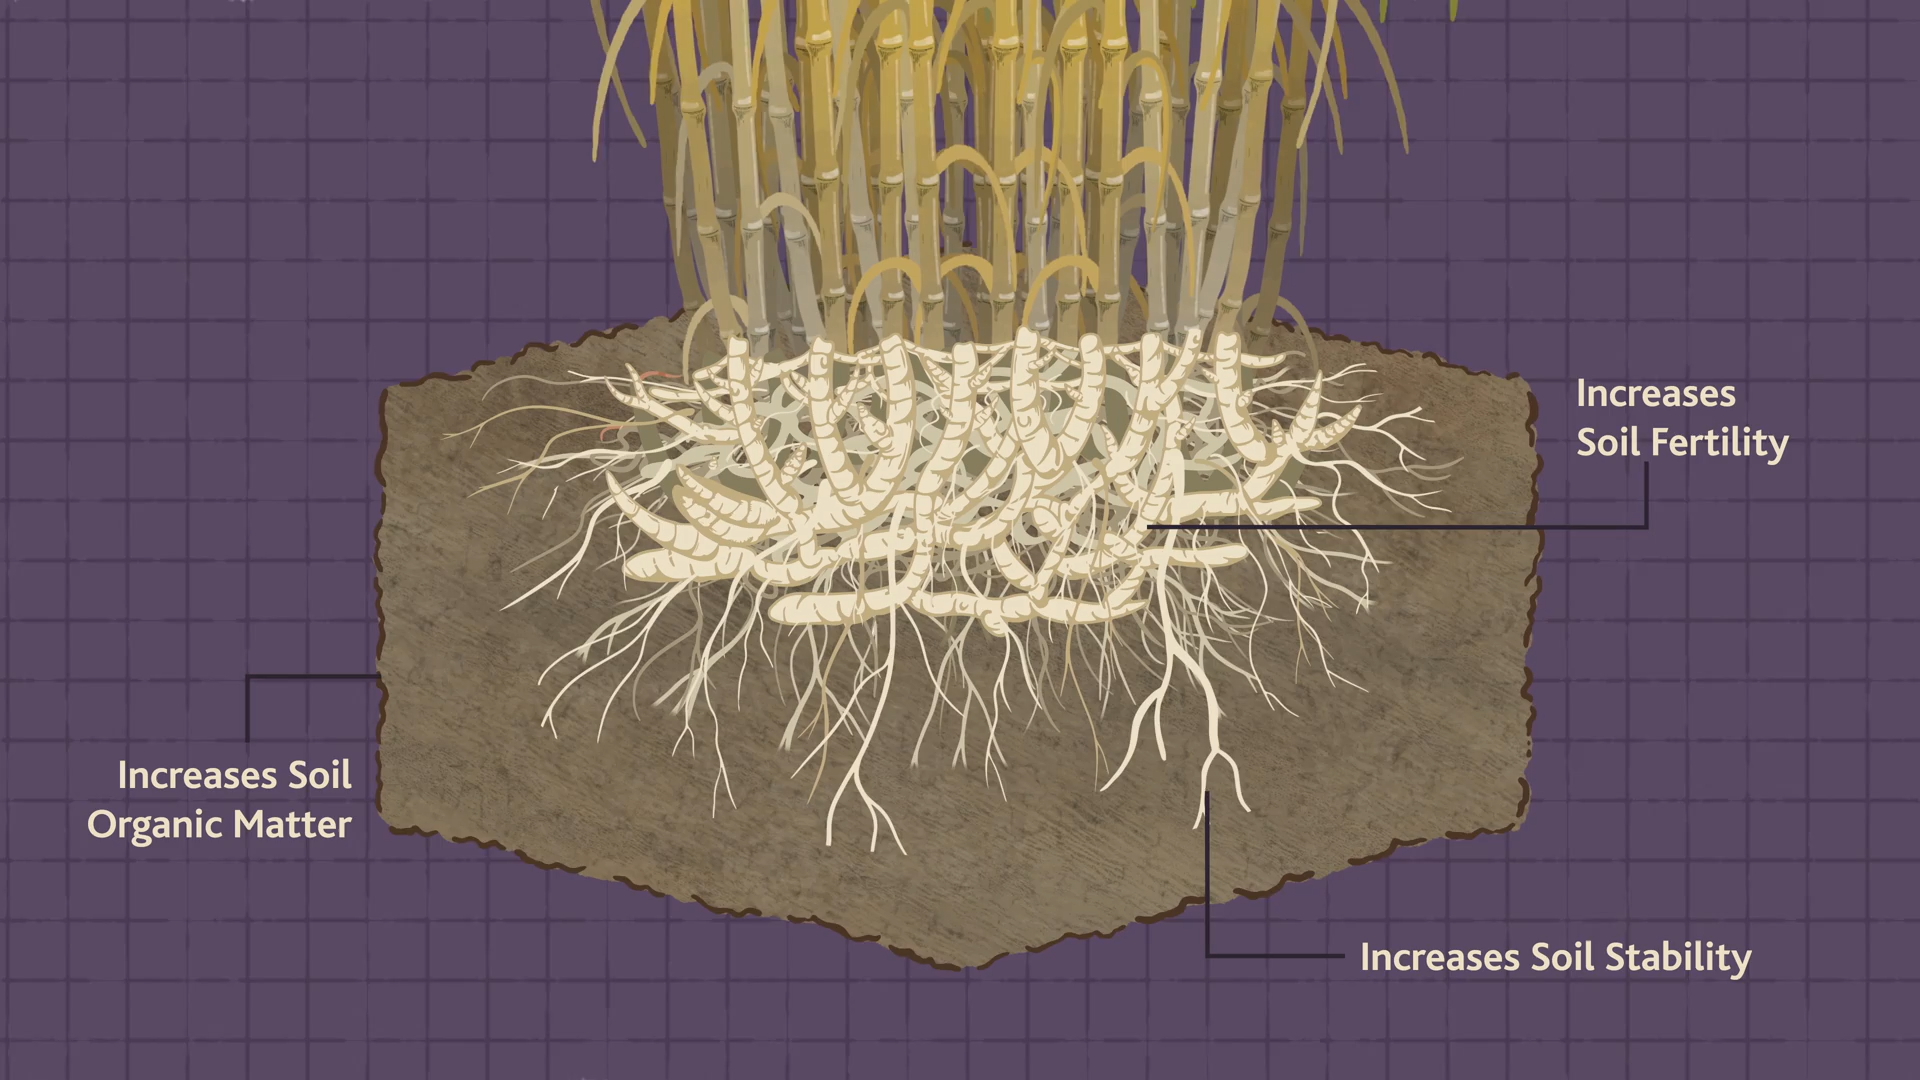 Increases
Soil Fertility
Increases Soil
Organic Matter
Increases Soil Stability